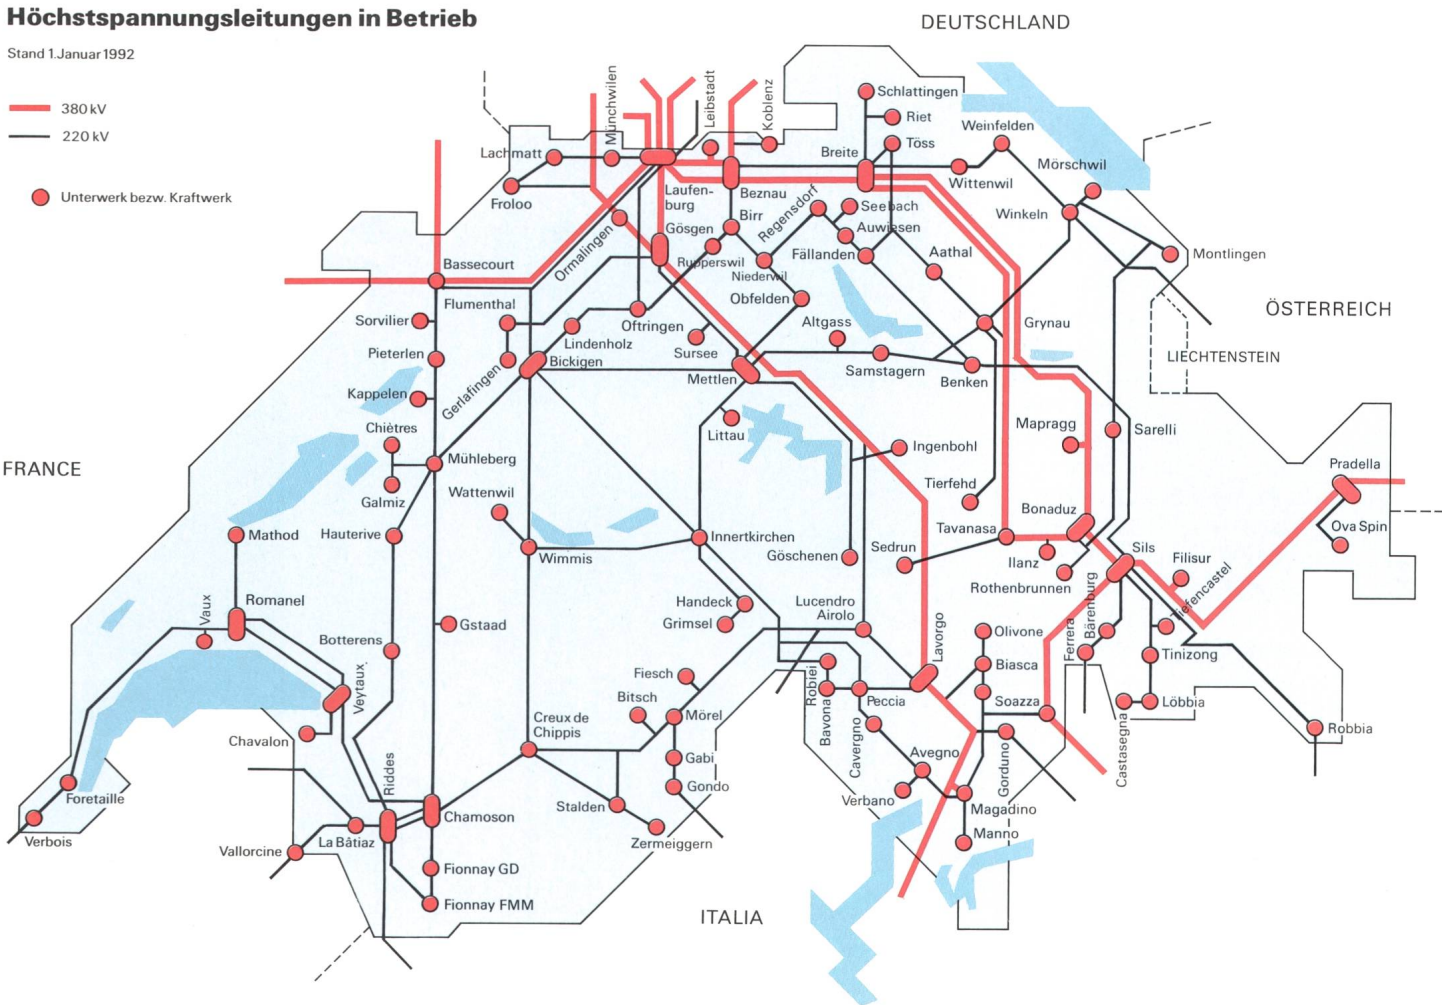 Höchstspannungsleitungen in Betrieb
Stand 1.Januar 1992
380 kV
220 kV
Unterwerk bezw. Kraftwerk
DEUTSCHLAND
ÖSTERREICH
LIECHTENSTEIN
FRANCE
ITALIA
Münchwilen
Leibstadt
Koblenz
Schlattingen
Riet
Töss
Weinfelden
Mörschwil
Lachmatt
Breite
Wittenwil
Froloo
Laufen-
burg
Beznau
Winkeln
Ormalingen
Gösgen
Birr
Regensdorf
Seebach
Auwiesen
Fällanden
Aathal
Montlingen
Bassecourt
Rupperswil
Niederwil
Obfelden
Flumenthal
Sorvilier
Oftringen
Altgass
Grynau
Lindenholz
Sursee
Pieterlen
Gerlafingen
Bickigen
Mettlen
Samstagern
Benken
Kappelen
Chiètres
Littau
Ingenbohl
Mapragg
Sarelli
Mühleberg
Galmiz
Wattenwil
Tierfehd
Pradella
Mathod
Hauterive
Wimmis
Innertkirchen
Göschenen
Sedrun
Tavanasa
Bonaduz
Ova Spin
Ilanz
Rothenbrunnen
Sils
Filisur
Tiefencastel
Vaux
Romanel
Handeck
Grimsel
Lucendro
Airolo
Lavorgo
Olivone
Ferrera
Bärenburg
Gstaad
Botterens
Biasca
Tinizong
Veytaux
Fiesch
Bitsch
Robiei
Bavona
Peccia
Soazza
Löbbia
Castasegna
Robbia
Chavalon
Creux de
Chippis
Mörel
Cavergno
Avegno
Gorduno
Gabi
Gondo
Riddes
Foretaille
Verbois
Chamoson
Stalden
Verbano
Magadino
Manno
La Bâtiaz
Vallorcine
Zermeiggern
Fionnay GD
Fionnay FMM